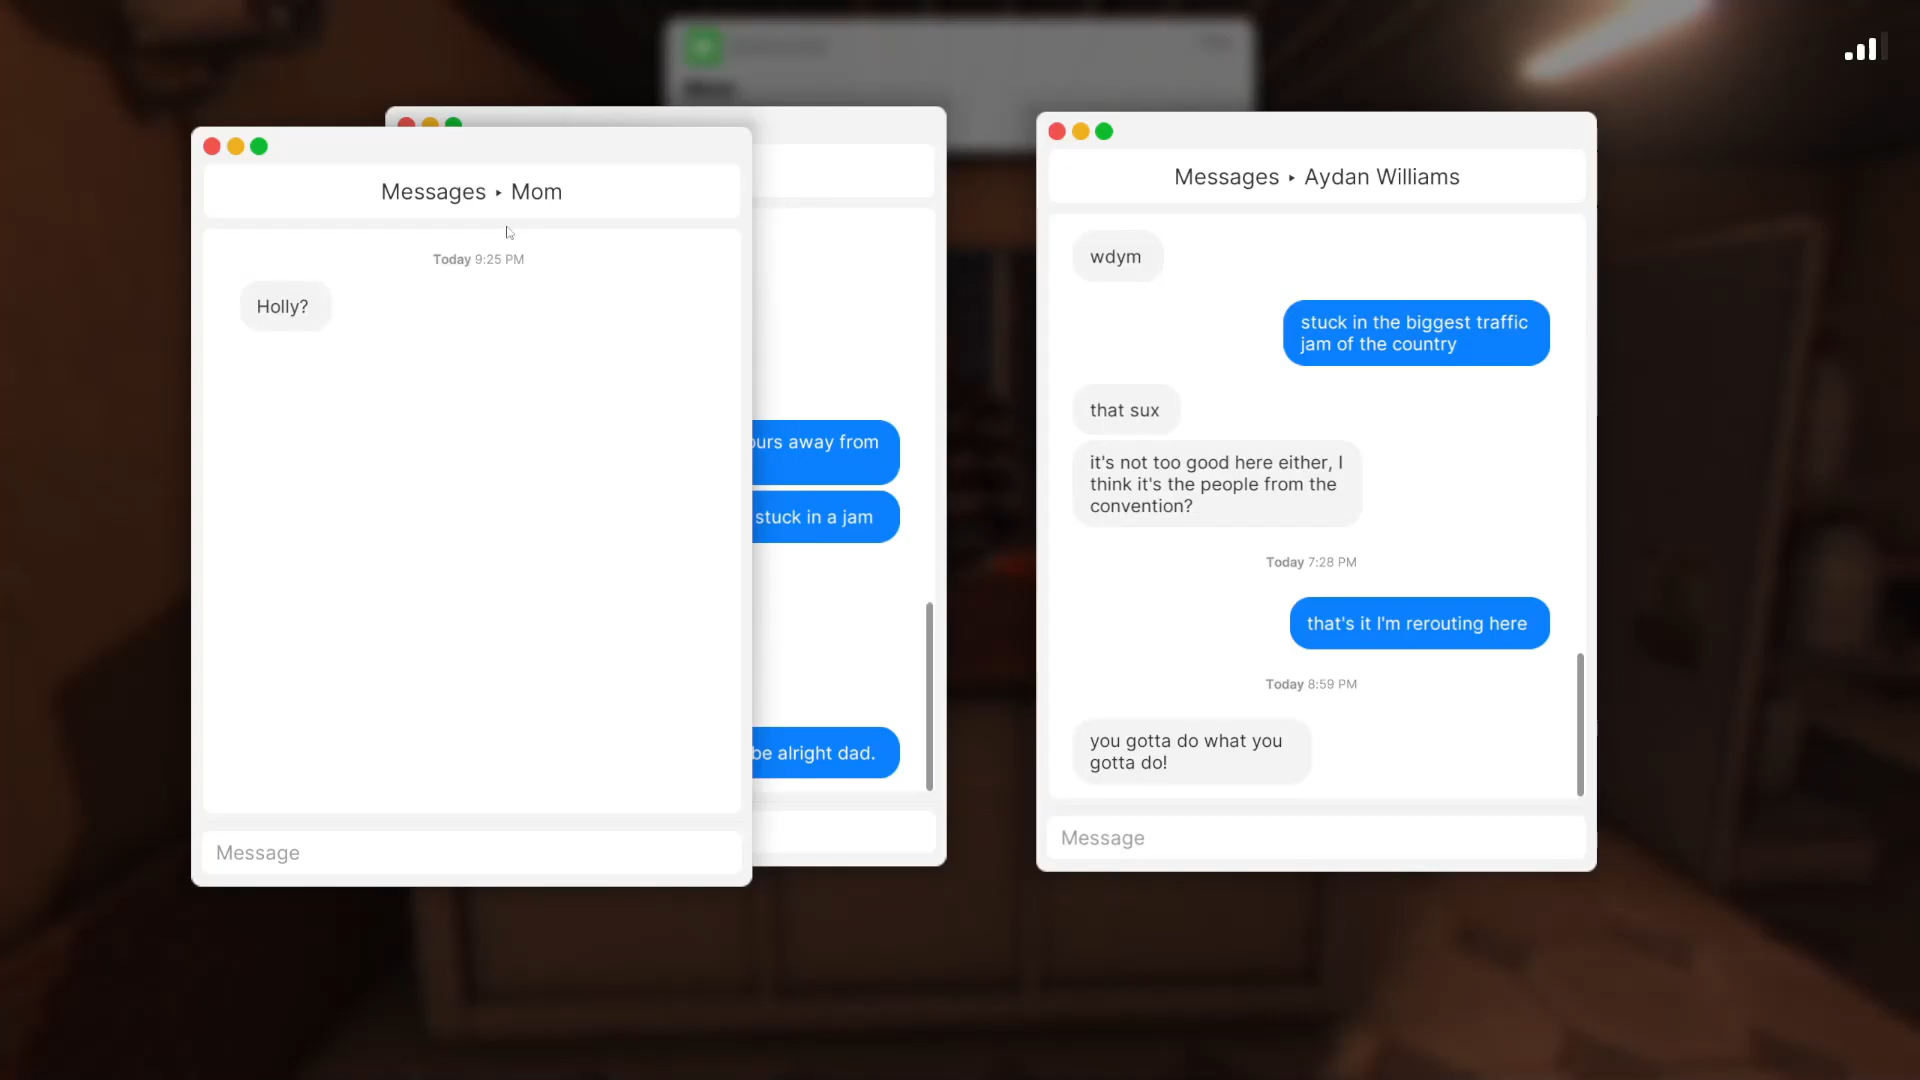 Messages ‣ Mom
Today 9:25 PM
Holly?
Message
urs away from
stuck in a jam
be alright dad.
Messages ‣ Aydan Williams
wdym
stuck in the biggest traffic
jam of the country
that sux
it's not too good here either, I
think it's the people from the
convention?
Today 7:28 PM
that's it I'm rerouting here
Today 8:59 PM
you gotta do what you
gotta do!
Message